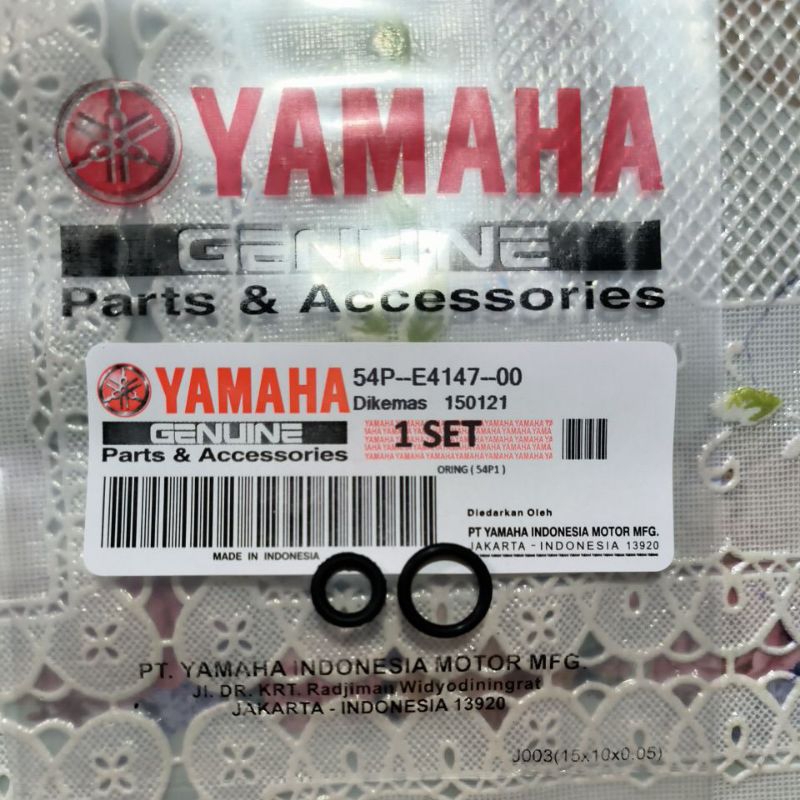 YAMAHA
GENUINE
Parts & Accessories
YAMAHA
GENUINE
Parts & Accessories
54P--E4147--00
Dikemas 150121
1 SET
ORING ( 54P1 )
MADE IN INDONESIA
Diedarkan Oleh
PT YAMAHA INDONESIA MOTOR MFG.
JAKARTA - INDONESIA 13920
PT. YAMAHA INDONESIA MOTOR MFG.
Jl. DR. KRT. Radjiman Widyodiningrat
JAKARTA - INDONESIA 13920
J003(15x10x0.05)